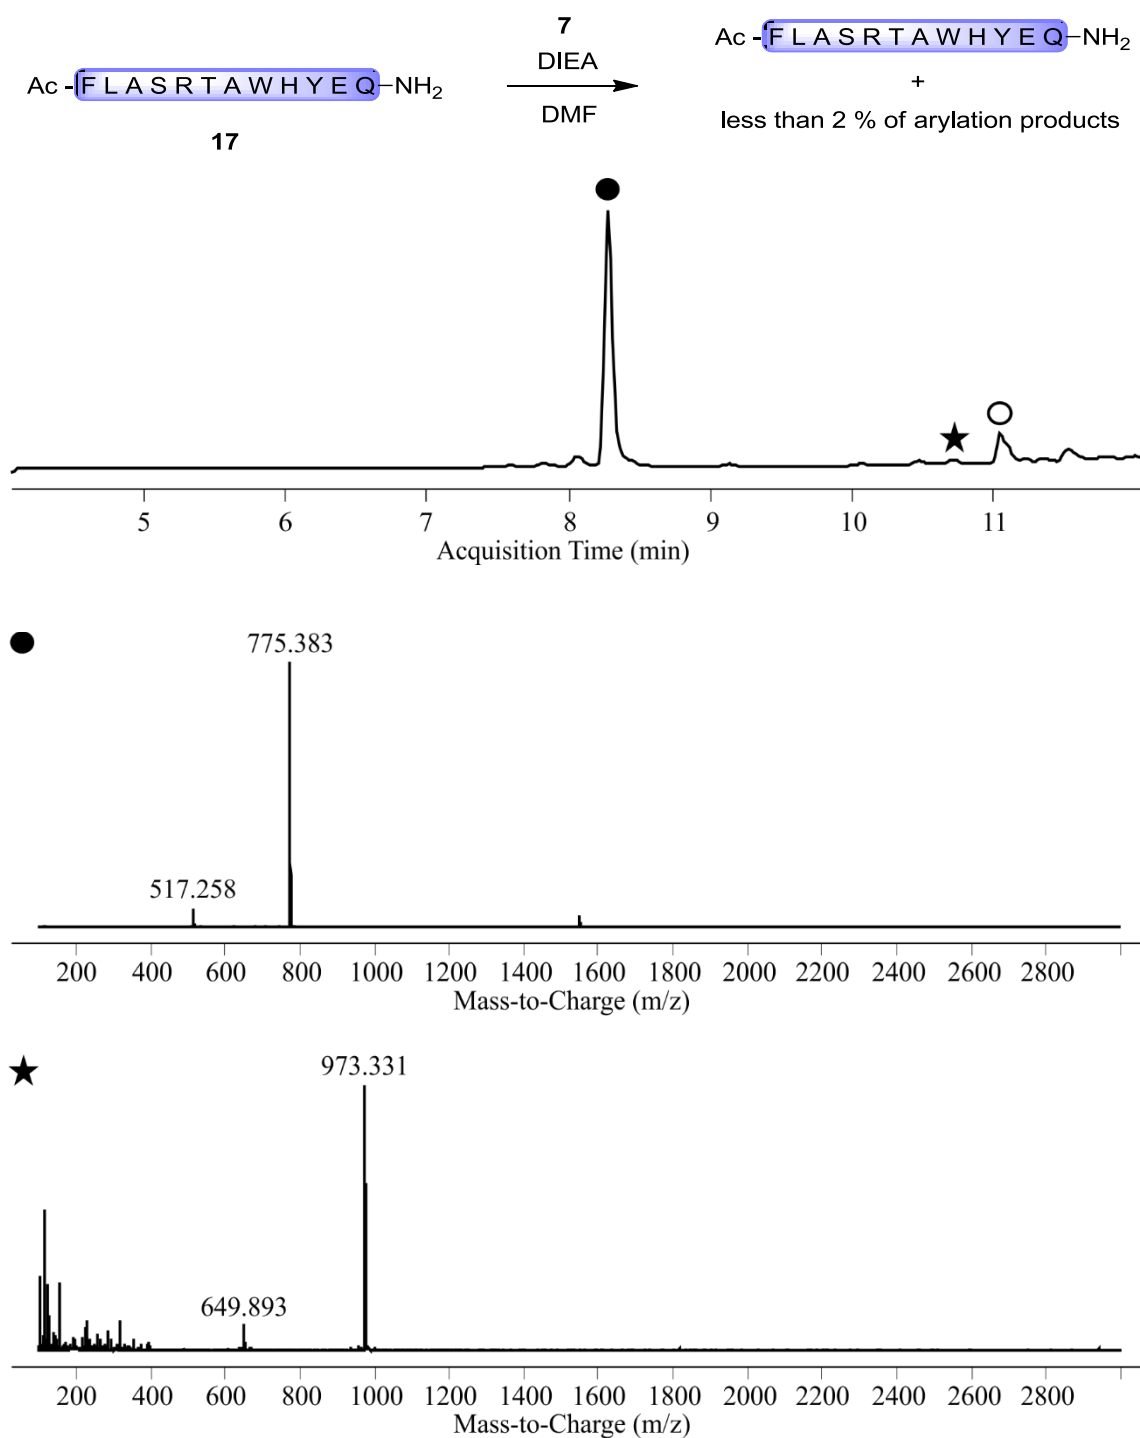 7
DIEA
DMF
Ac - F L A S R T A W H Y E Q - NH2
17
Ac - F L A S R T A W H Y E Q - NH2
+
less than 2 % of arylation products
5 6 7 8 9 10 11
Acquisition Time (min)
775.383
517.258
200 400 600 800 1000 1200 1400 1600 1800 2000 2200 2400 2600 2800
Mass-to-Charge (m/z)
973.331
649.893
200 400 600 800 1000 1200 1400 1600 1800 2000 2200 2400 2600 2800
Mass-to-Charge (m/z)